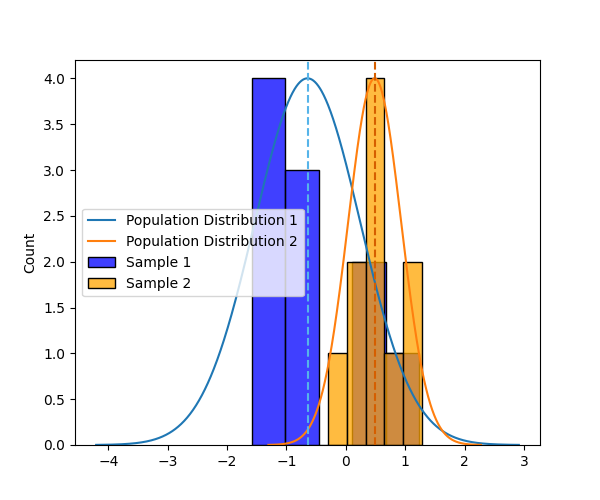 4.0
3.5
3.0
2.5
2.0
1.5
1.0
0.5
0.0
Count
Population Distribution 1
Population Distribution 2
Sample 1
Sample 2
−4 −3 −2 −1 0 1 2 3